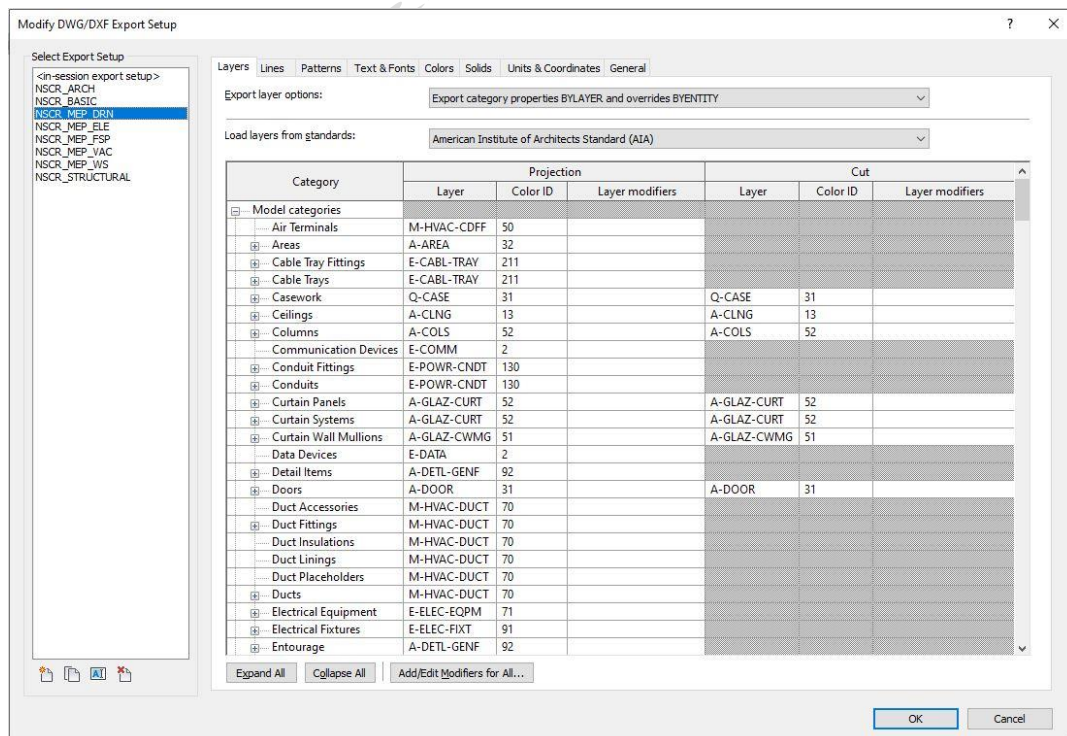 Modify DWG/DXF Export Setup ? ×
Select Export Setup
<in-session export setup>
NSCR_ARCH
NSCR_BASIC
NSCR_MEP_DRN
NSCR_MEP_ELE
NSCR_MEP_FSP
NSCR_MEP_VAC
NSCR_MEP_WS
NSCR_STRUCTURAL
Layers Lines Patterns Text & Fonts Colors Solids Units & Coordinates General
Export layer options: Export category properties BYLAYER and overrides BYENTITY
Load layers from standards: American Institute of Architects Standard (AIA)
Category Projection Cut
Layer Color ID Layer modifiers Layer Color ID Layer modifiers
Model categories
Air Terminals M-HVAC-CDFF 50
Areas A-AREA 32
Cable Tray Fittings E-CABL-TRAY 211
Cable Trays E-CABL-TRAY 211
Casework Q-CASE 31 Q-CASE 31
Ceilings A-CLNG 13 A-CLNG 13
Columns A-COLS 52 A-COLS 52
Communication Devices E-COMM 2
Conduit Fittings E-POWR-CNDT 130
Conduits E-POWR-CNDT 130
Curtain Panels A-GLAZ-CURT 52 A-GLAZ-CURT 52
Curtain Systems A-GLAZ-CURT 52 A-GLAZ-CURT 52
Curtain Wall Mullions A-GLAZ-CWMG 51 A-GLAZ-CWMG 51
Data Devices E-DATA 2
Detail Items A-DETL-GENF 92
Doors A-DOOR 31 A-DOOR 31
Duct Accessories M-HVAC-DUCT 70
Duct Fittings M-HVAC-DUCT 70
Duct Insulations M-HVAC-DUCT 70
Duct Linings M-HVAC-DUCT 70
Duct Placeholders M-HVAC-DUCT 70
Ducts M-HVAC-DUCT 70
Electrical Equipment E-ELEC-EQPM 71
Electrical Fixtures E-ELEC-FIXT 91
Entourage A-DETL-GENF 92
Expand All Collapse All Add/Edit Modifiers for All...
OK Cancel